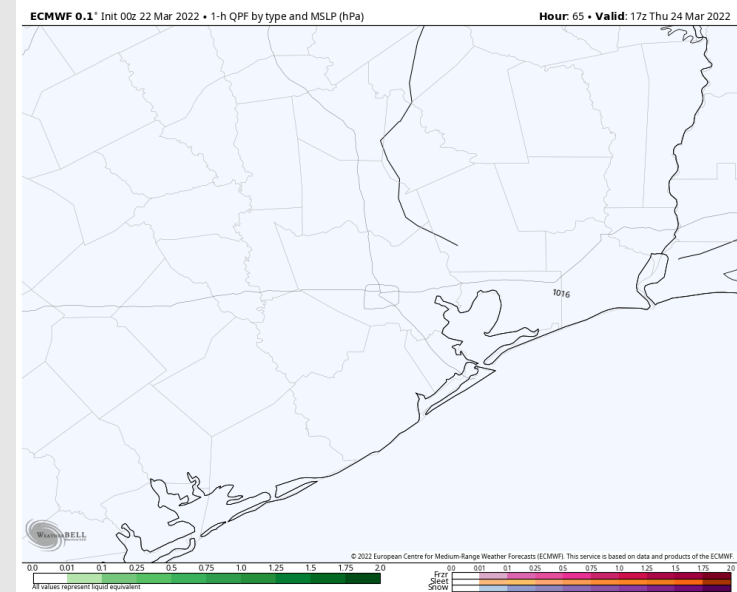 ECMWF 0.1° Init 00z 22 Mar 2022 • 1-h QPF by type and MSLP (hPa)
Hour: 65 • Valid: 17z Thu 24 Mar 2022
1016
WeatherBELL
© 2022 European Centre for Medium-Range Weather Forecasts (ECMWF). This service is based on data and products of the ECMWF.
0.0 0.01 0.1 0.25 0.5 0.75 1.0 1.25 1.5 1.75 2.0
All values represent liquid equivalent
0.0 0.01 0.1 0.25 0.5 0.75 1.0 1.25 1.5 1.75 2.0
Frzr
Sleet
Snow